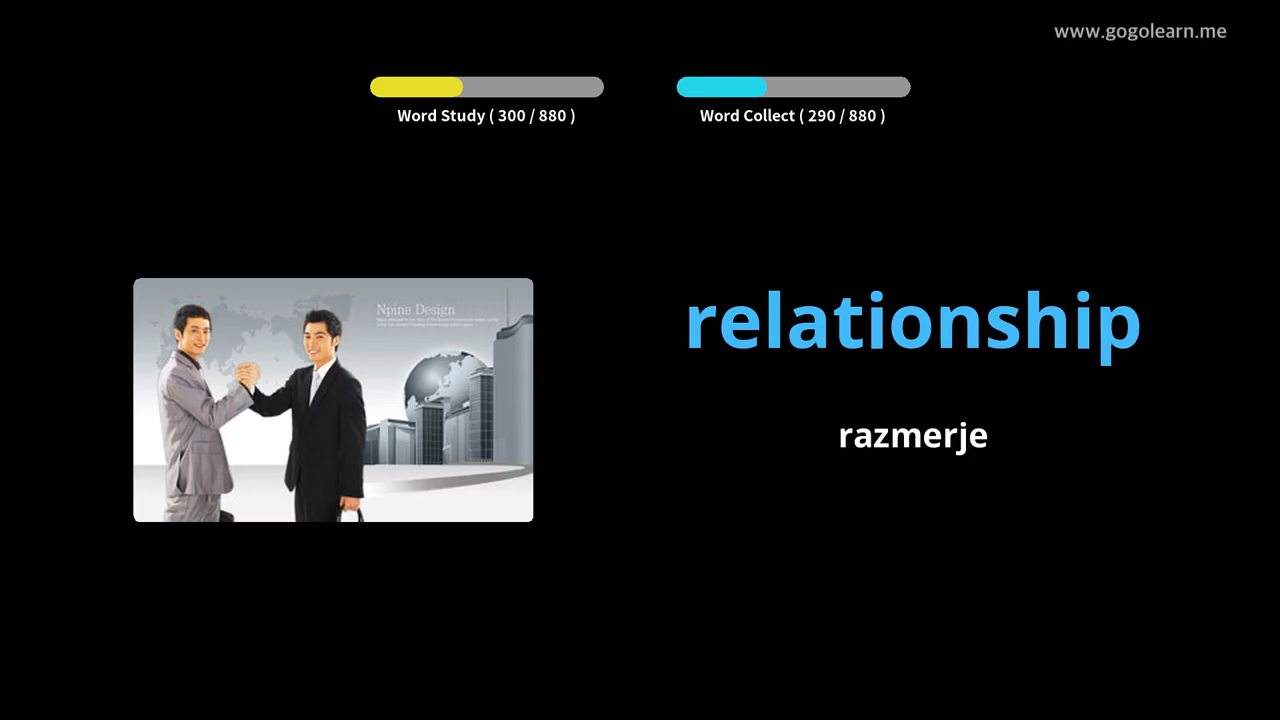 www.gogolearn.me
Word Study ( 300 / 880 )
Word Collect ( 290 / 880 )
Npine Design
relationship
razmerje